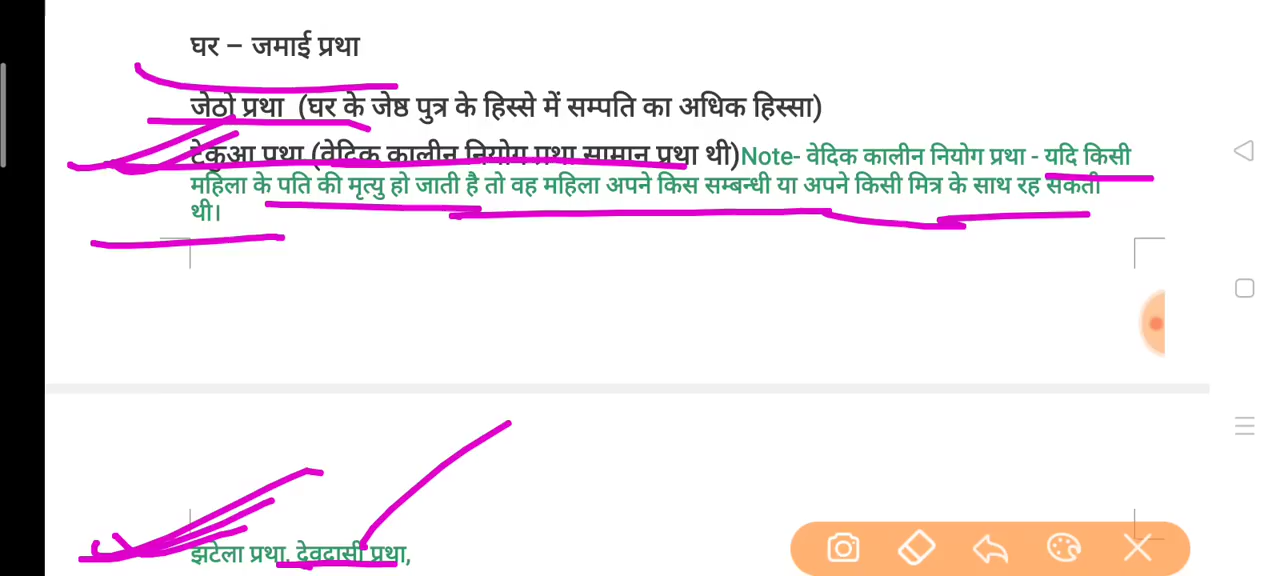 घर – जमाई प्रथा
जेठो प्रथा (घर के जेष्ठ पुत्र के हिस्से में सम्पति का अधिक हिस्सा)
टेकुआ प्रथा (वेदिक कालीन नियोग प्रथा सामान प्रथा थी)Note- वेदिक कालीन नियोग प्रथा - यदि किसी
महिला के पति की मृत्यु हो जाती है तो वह महिला अपने किस सम्बन्धी या अपने किसी मित्र के साथ रह सकती
थी।
झटेला प्रथा, देवदासी प्रथा,